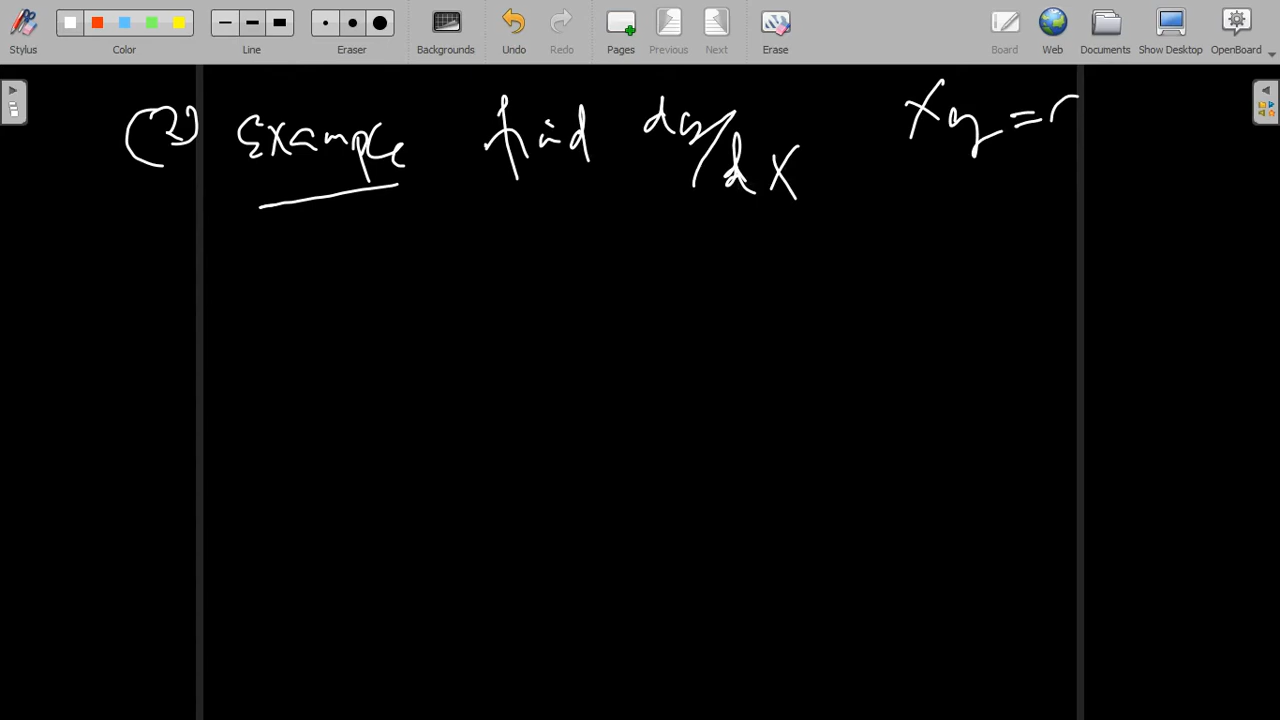 Stylus Color Line Eraser Backgrounds Undo Redo Pages Previous Next Erase Board Web Documents Show Desktop OpenBoard
(2) Example find dy/dx xy =